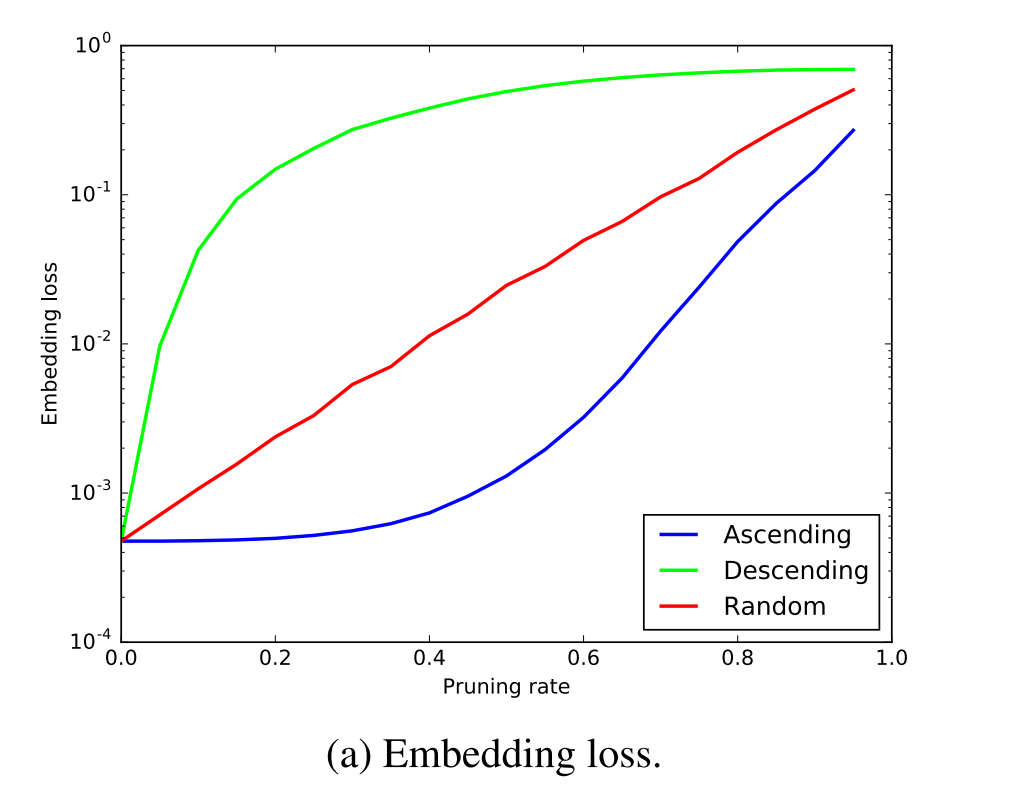 10^0
10^-1
10^-2
10^-3
10^-4
Embedding loss
0.0 0.2 0.4 0.6 0.8 1.0
Pruning rate
Ascending
Descending
Random
(a) Embedding loss.